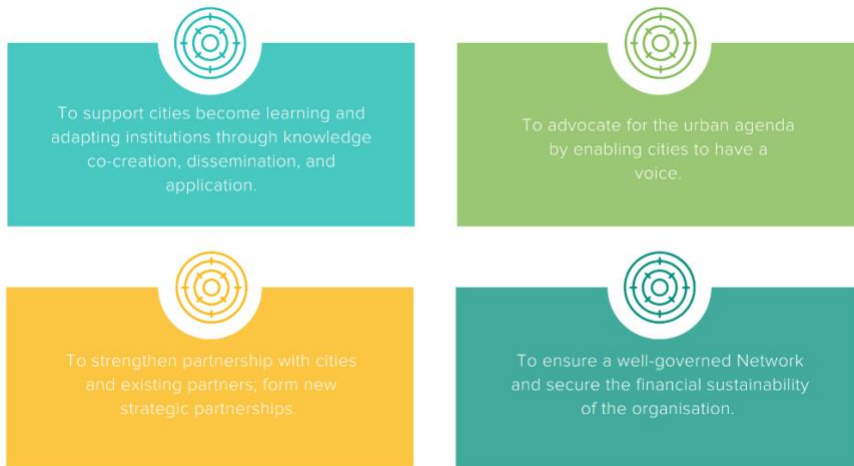 To support cities become learning and
adapting institutions through knowledge
co-creation, dissemination, and
application.
To advocate for the urban agenda
by enabling cities to have a
voice.
To strengthen partnership with cities
and existing partners; form new
strategic partnerships.
To ensure a well-governed Network
and secure the financial sustainability
of the organisation.